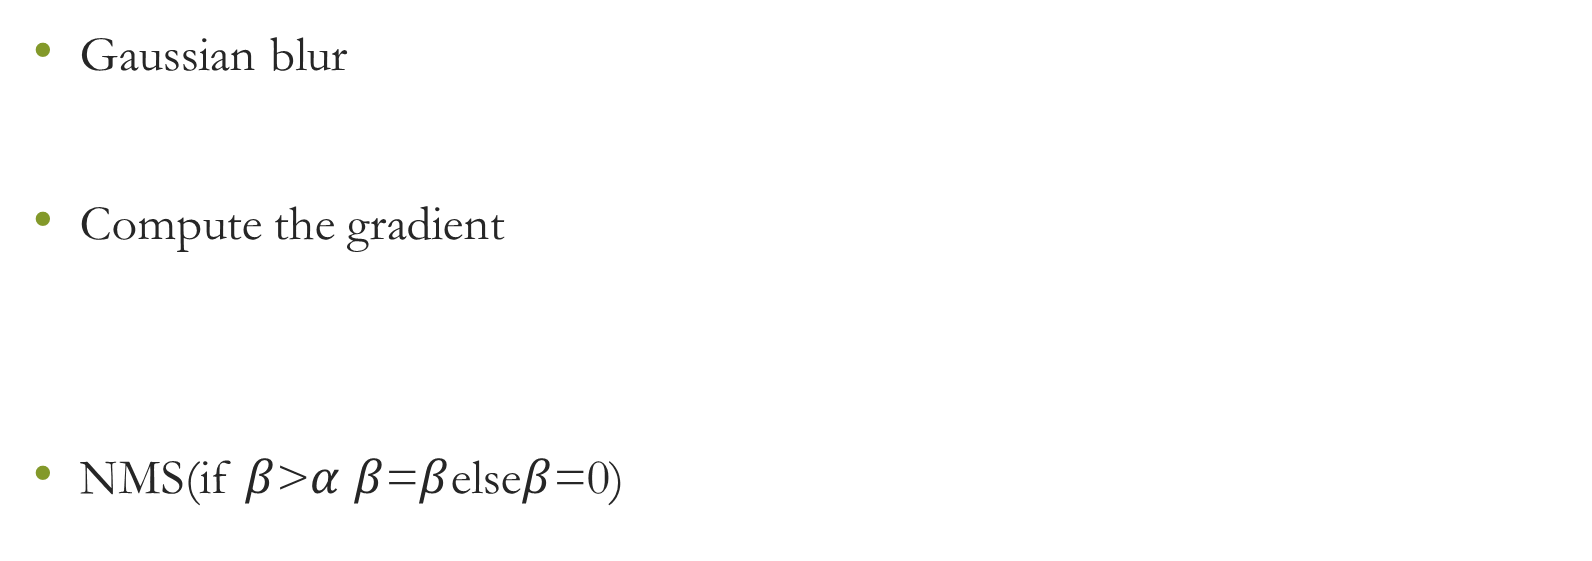 • Gaussian blur
• Compute the gradient
• NMS(if β>α β=βelseβ=0)